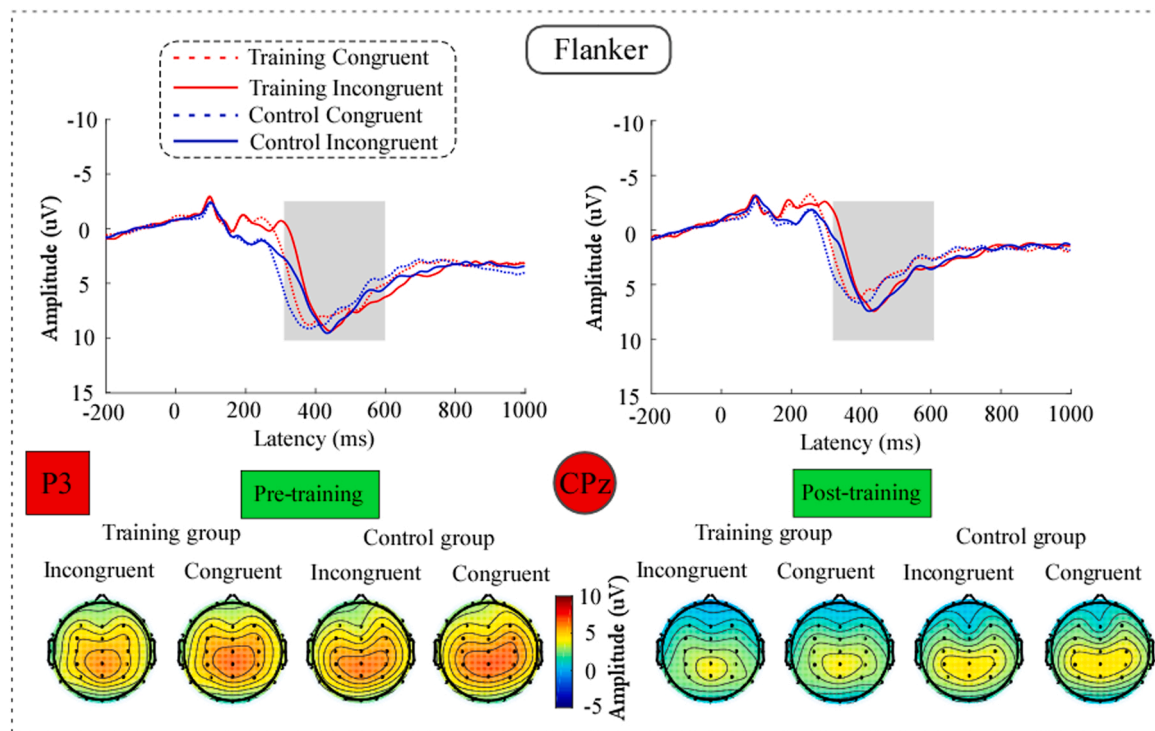 Flanker
Training Congruent
Training Incongruent
Control Congruent
Control Incongruent
-10
-5
0
5
10
15
Amplitude (uV)
-200 0 200 400 600 800 1000
Latency (ms)
-10
-5
0
5
10
15
Amplitude (uV)
-200 0 200 400 600 800 1000
Latency (ms)
P3
Pre-training
CPz
Post-training
Training group
Control group
Incongruent Congruent Incongruent Congruent
10
5
0
-5
Amplitude (uV)
Training group
Control group
Incongruent Congruent Incongruent Congruent